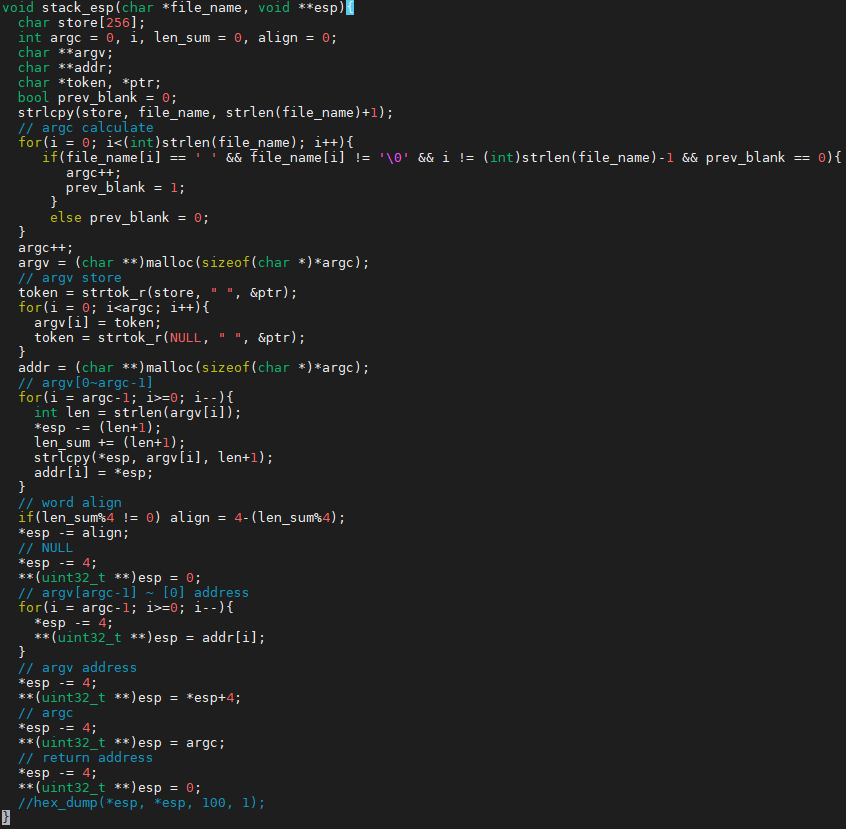 void stack_esp(char *file_name, void **esp){
  char store[256];
  int argc = 0, i, len_sum = 0, align = 0;
  char **argv;
  char **addr;
  char *token, *ptr;
  bool prev_blank = 0;
  strlcpy(store, file_name, strlen(file_name)+1);
  // argc calculate
  for(i = 0; i<(int)strlen(file_name); i++){
     if(file_name[i] == ' ' && file_name[i] != '\0' && i != (int)strlen(file_name)-1 && prev_blank == 0){
        argc++;
        prev_blank = 1;
      }
      else prev_blank = 0;
  }
  argc++;
  argv = (char **)malloc(sizeof(char *)*argc);
  // argv store
  token = strtok_r(store, " ", &ptr);
  for(i = 0; i<argc; i++){
    argv[i] = token;
    token = strtok_r(NULL, " ", &ptr);
  }
  addr = (char **)malloc(sizeof(char *)*argc);
  // argv[0~argc-1]
  for(i = argc-1; i>=0; i--){
    int len = strlen(argv[i]);
    *esp -= (len+1);
    len_sum += (len+1);
    strlcpy(*esp, argv[i], len+1);
    addr[i] = *esp;
  }
  // word align
  if(len_sum%4 != 0) align = 4-(len_sum%4);
  *esp -= align;
  // NULL
  *esp -= 4;
  **(uint32_t **)esp = 0;
  // argv[argc-1] ~ [0] address
  for(i = argc-1; i>=0; i--){
    *esp -= 4;
    **(uint32_t **)esp = addr[i];
  }
  // argv address
  *esp -= 4;
  **(uint32_t **)esp = *esp+4;
  // argc
  *esp -= 4;
  **(uint32_t **)esp = argc;
  // return address
  *esp -= 4;
  **(uint32_t **)esp = 0;
  //hex_dump(*esp, *esp, 100, 1);
}